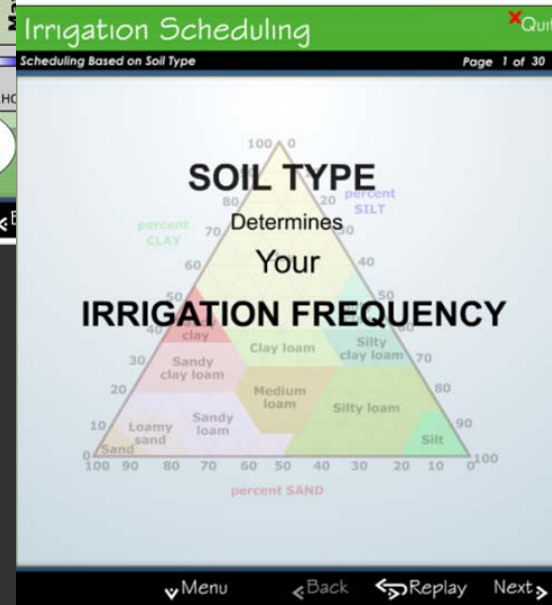 Irrigation Scheduling
Quit
Scheduling Based on Soil Type
Page 1 of 30
100 0
SOIL TYPE
80 20 percent
SILT
Determines
percent
CLAY
70
Your
60 40
50 50
IRRIGATION FREQUENCY
40
clay
Clay loam
Silty
clay loam
70
30
Sandy
clay loam
20
Medium
loam
80
Silty loam
10
Loamy
sand
Sandy
loam
90
Silt
Sand
0
100 90 80 70 60 50 40 30 20 10 0
100
percent SAND
Menu
Back
Replay
Next